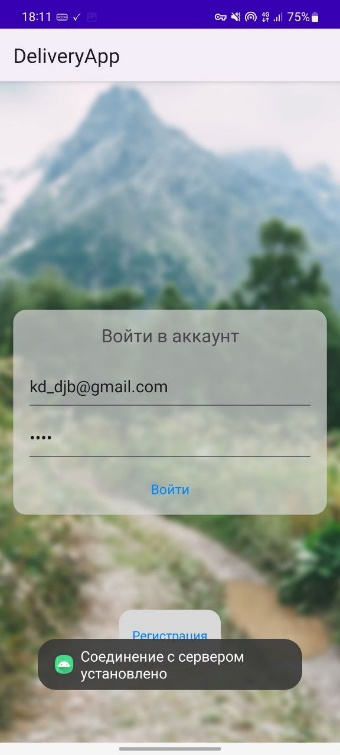 18:11
75%
DeliveryApp
Войти в аккаунт
kd_djb@gmail.com
••••
Войти
Регистрация
Соединение с сервером
установлено